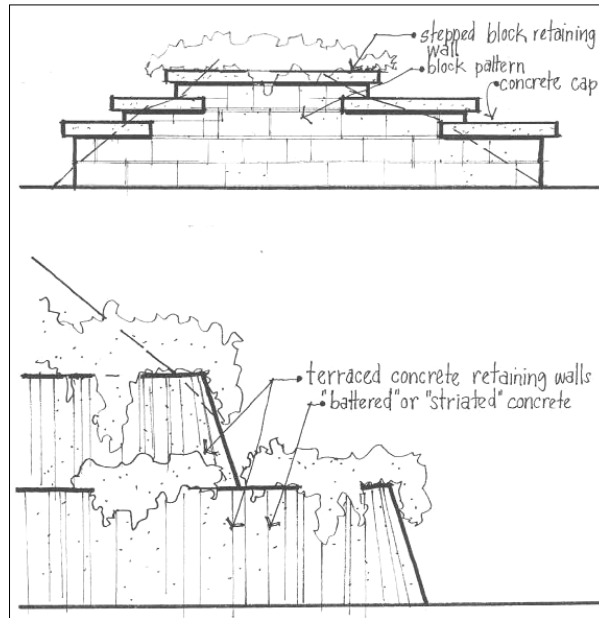 stepped block retaining
wall
block pattern
concrete cap
terraced concrete retaining walls
"battered" or "striated" concrete